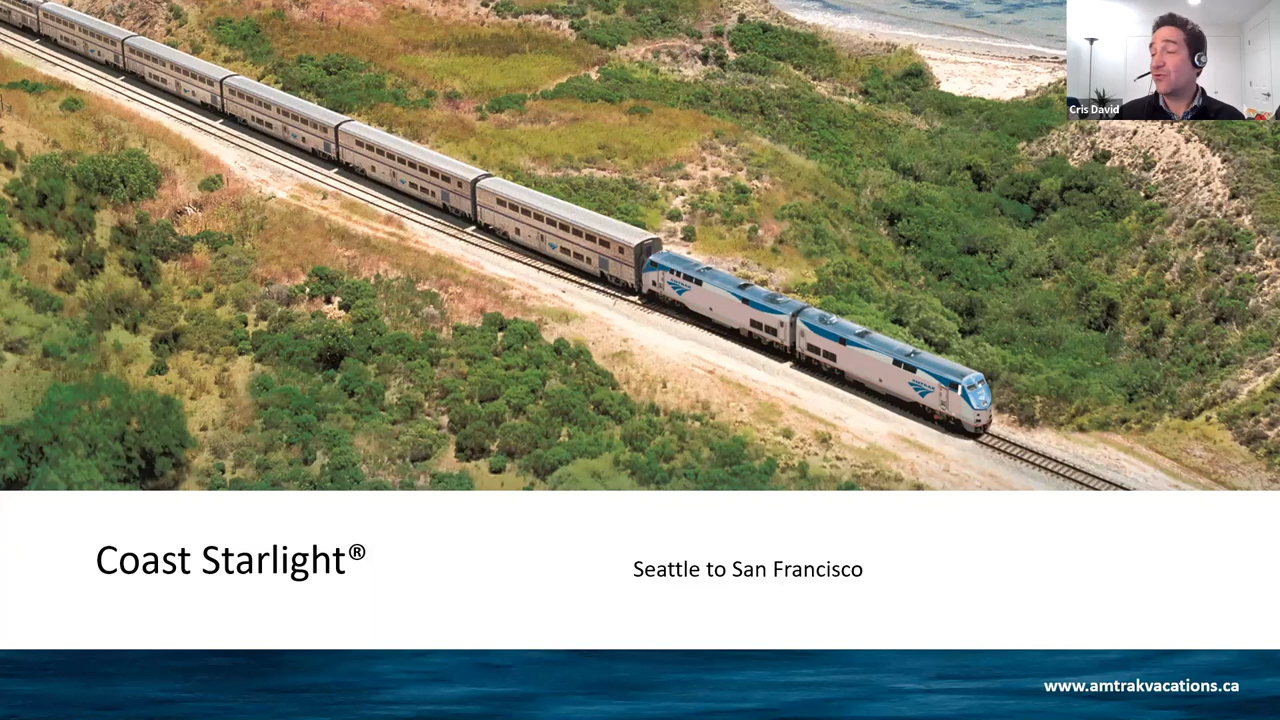 Cris David
Coast Starlight®
Seattle to San Francisco
www.amtrakvacations.ca